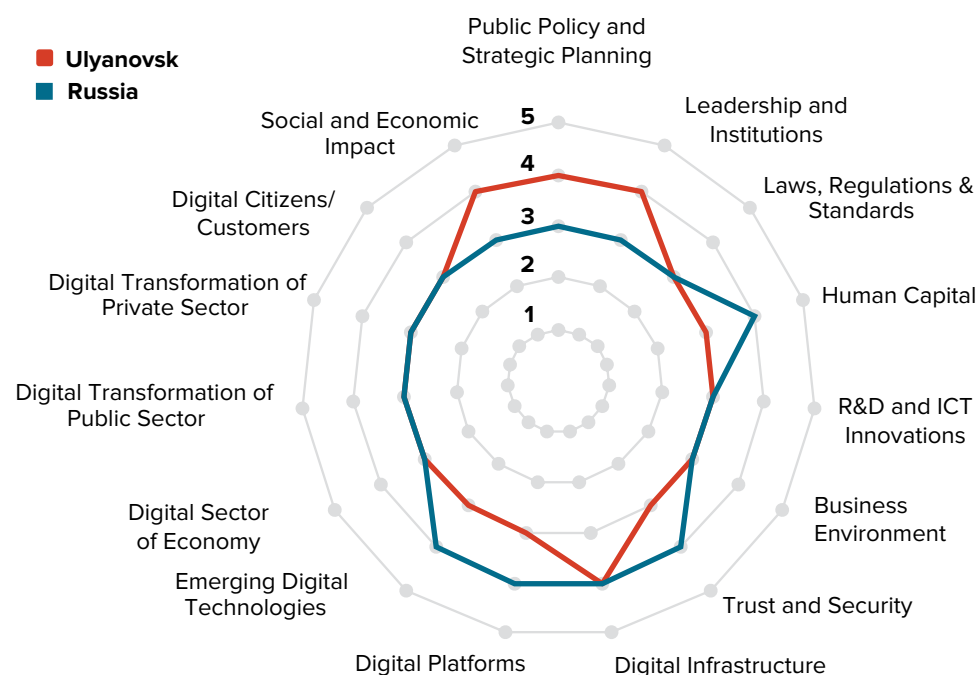 Public Policy and
Strategic Planning
Ulyanovsk
Russia
Social and Economic
Impact
5
Leadership and
Institutions
4
Digital Citizens/
Customers
Laws, Regulations &
Standards
3
Digital Transformation of
Private Sector
2
Human Capital
1
Digital Transformation of
Public Sector
R&D and ICT
Innovations
Digital Sector
of Economy
Business
Environment
Emerging Digital
Technologies
Trust and Security
Digital Platforms
Digital Infrastructure